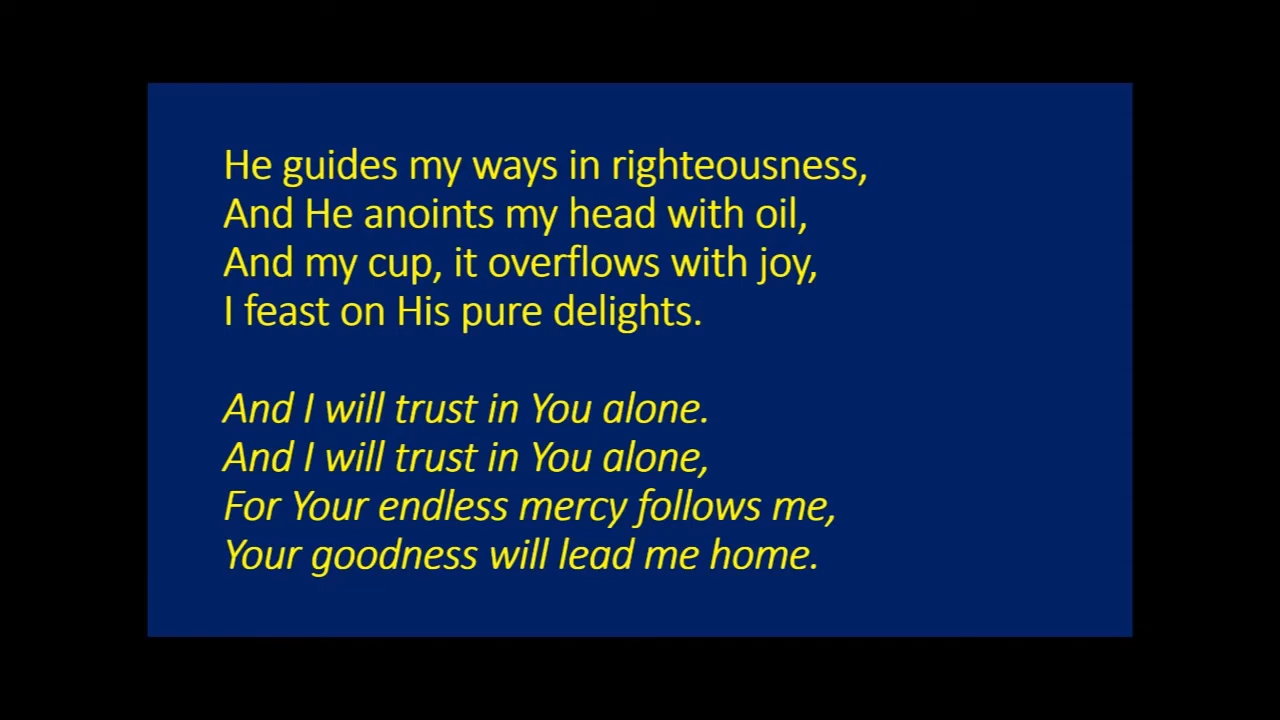 He guides my ways in righteousness,
And He anoints my head with oil,
And my cup, it overflows with joy,
I feast on His pure delights.
And I will trust in You alone.
And I will trust in You alone,
For Your endless mercy follows me,
Your goodness will lead me home.